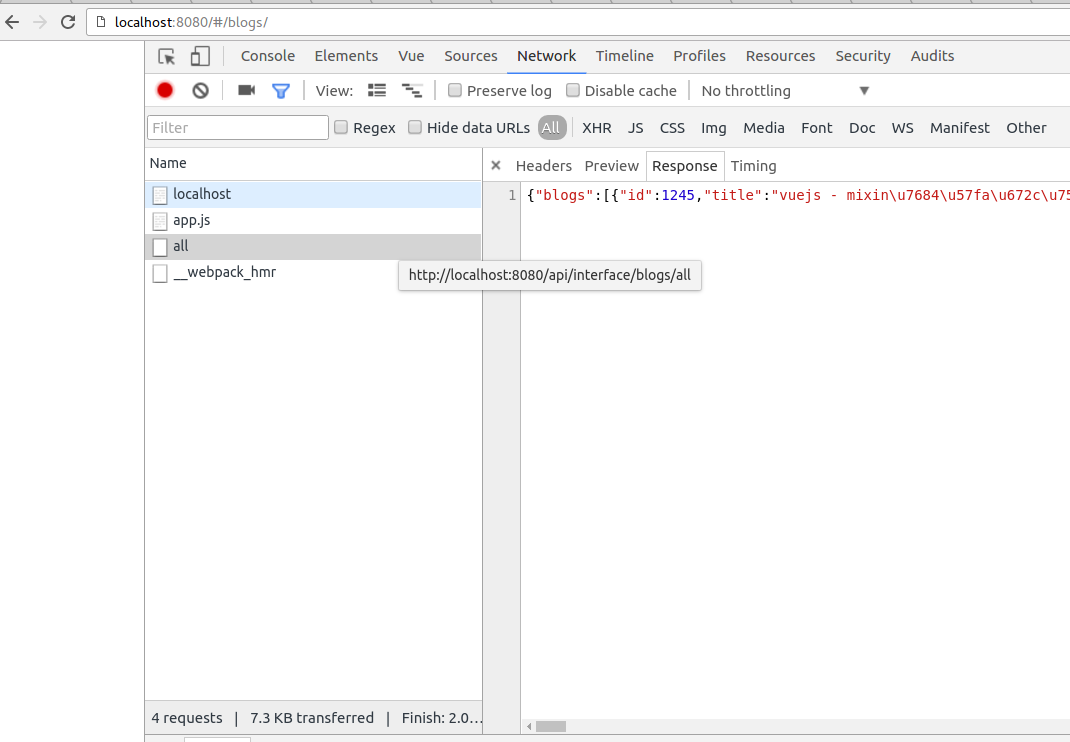 localhost:8080/#/blogs/
Console Elements Vue Sources Network Timeline Profiles Resources Security Audits
View: Preserve log Disable cache No throttling
Filter Regex Hide data URLs All XHR JS CSS Img Media Font Doc WS Manifest Other
Name
× Headers Preview Response Timing
localhost
app.js
all
__webpack_hmr
1 {"blogs":[{"id":1245,"title":"vuejs - mixin\u7684\u57fa\u672c\u75
http://localhost:8080/api/interface/blogs/all
4 requests | 7.3 KB transferred | Finish: 2.0...